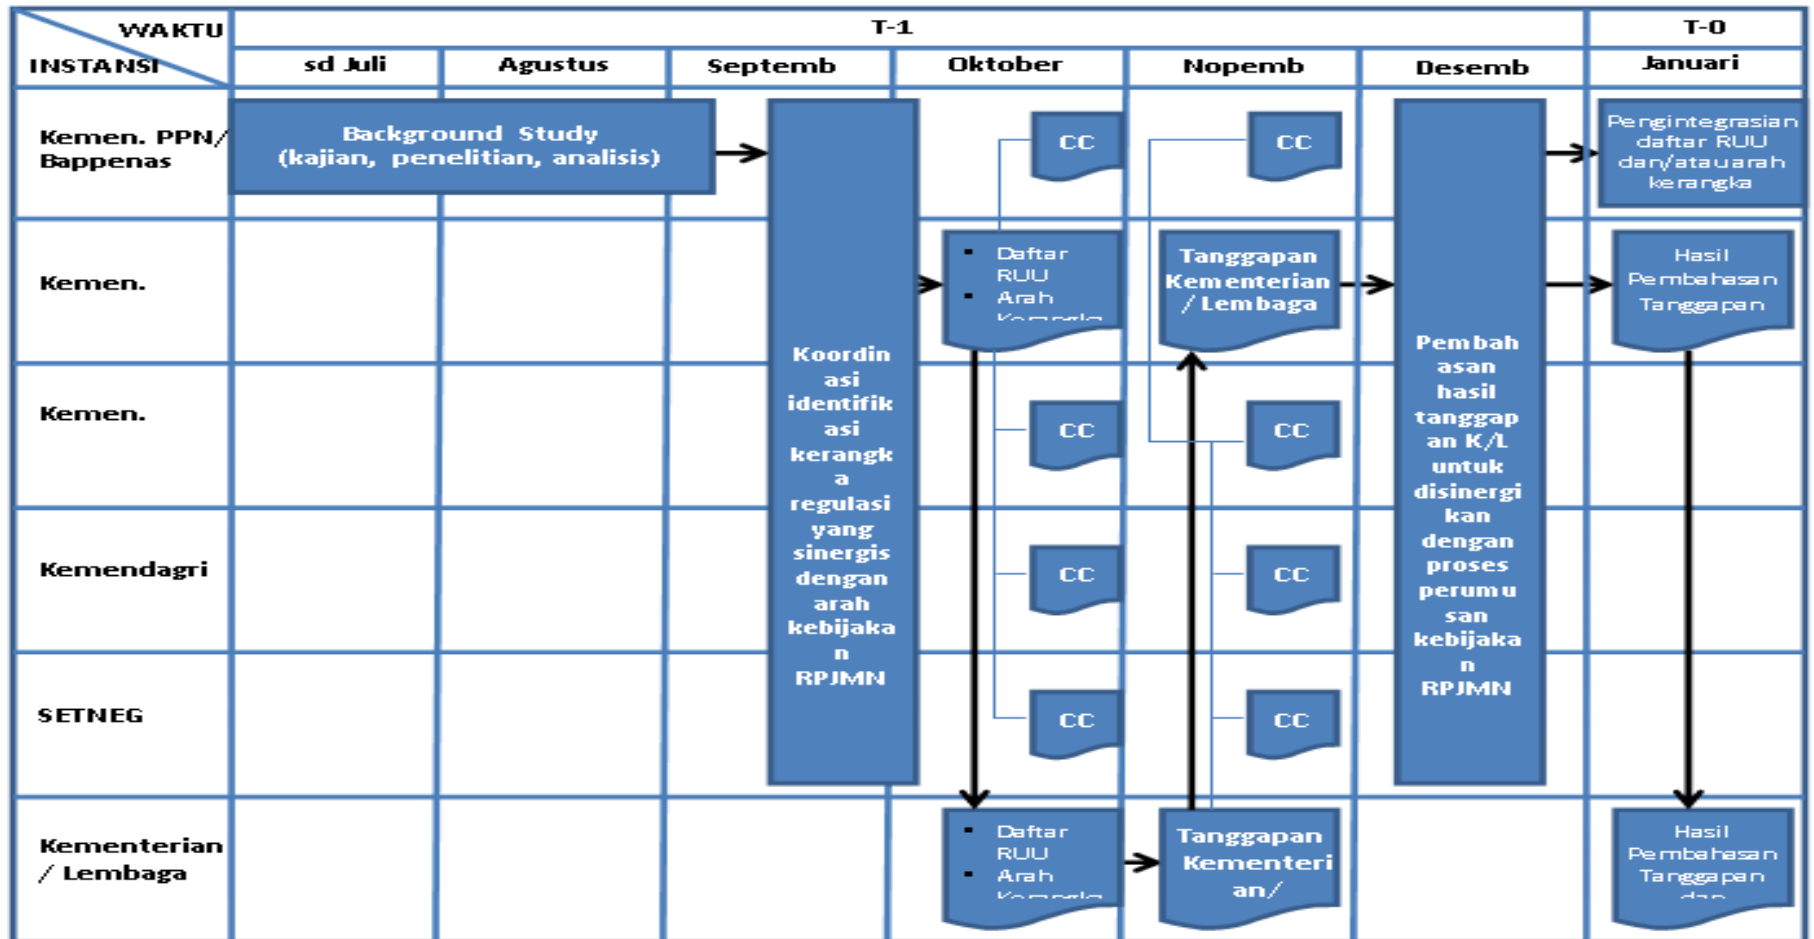 WAKTU
INSTANSI
T-1
T-0
sd Juli
Agustus
Septemb
Oktober
Nopemb
Desemb
Januari
Kemen. PPN/
Bappenas
Background Study
(kajian, penelitian, analisis)
CC
CC
Pengintegrasian
daftar RUU
dan/atau arah
kerangka
Kemen.
▪ Daftar
RUU
▪ Arah
Tanggapan
Kementerian
/ Lembaga
Hasil
Pembahasan
Tanggapan
Koordin
asi
identifik
asi
kerangk
a
regulasi
yang
sinergis
dengan
arah
kebijaka
n
RPJMN
Pembah
asan
hasil
tanggap
an K/L
untuk
disinergi
kan
dengan
proses
perumu
san
kebijaka
n
RPJMN
Kemen.
CC
CC
Kemendagri
CC
CC
SETNEG
CC
CC
Kementerian
/ Lembaga
▪ Daftar
RUU
▪ Arah
Tanggapan
Kementeri
an/
Hasil
Pembahasan
Tanggapan